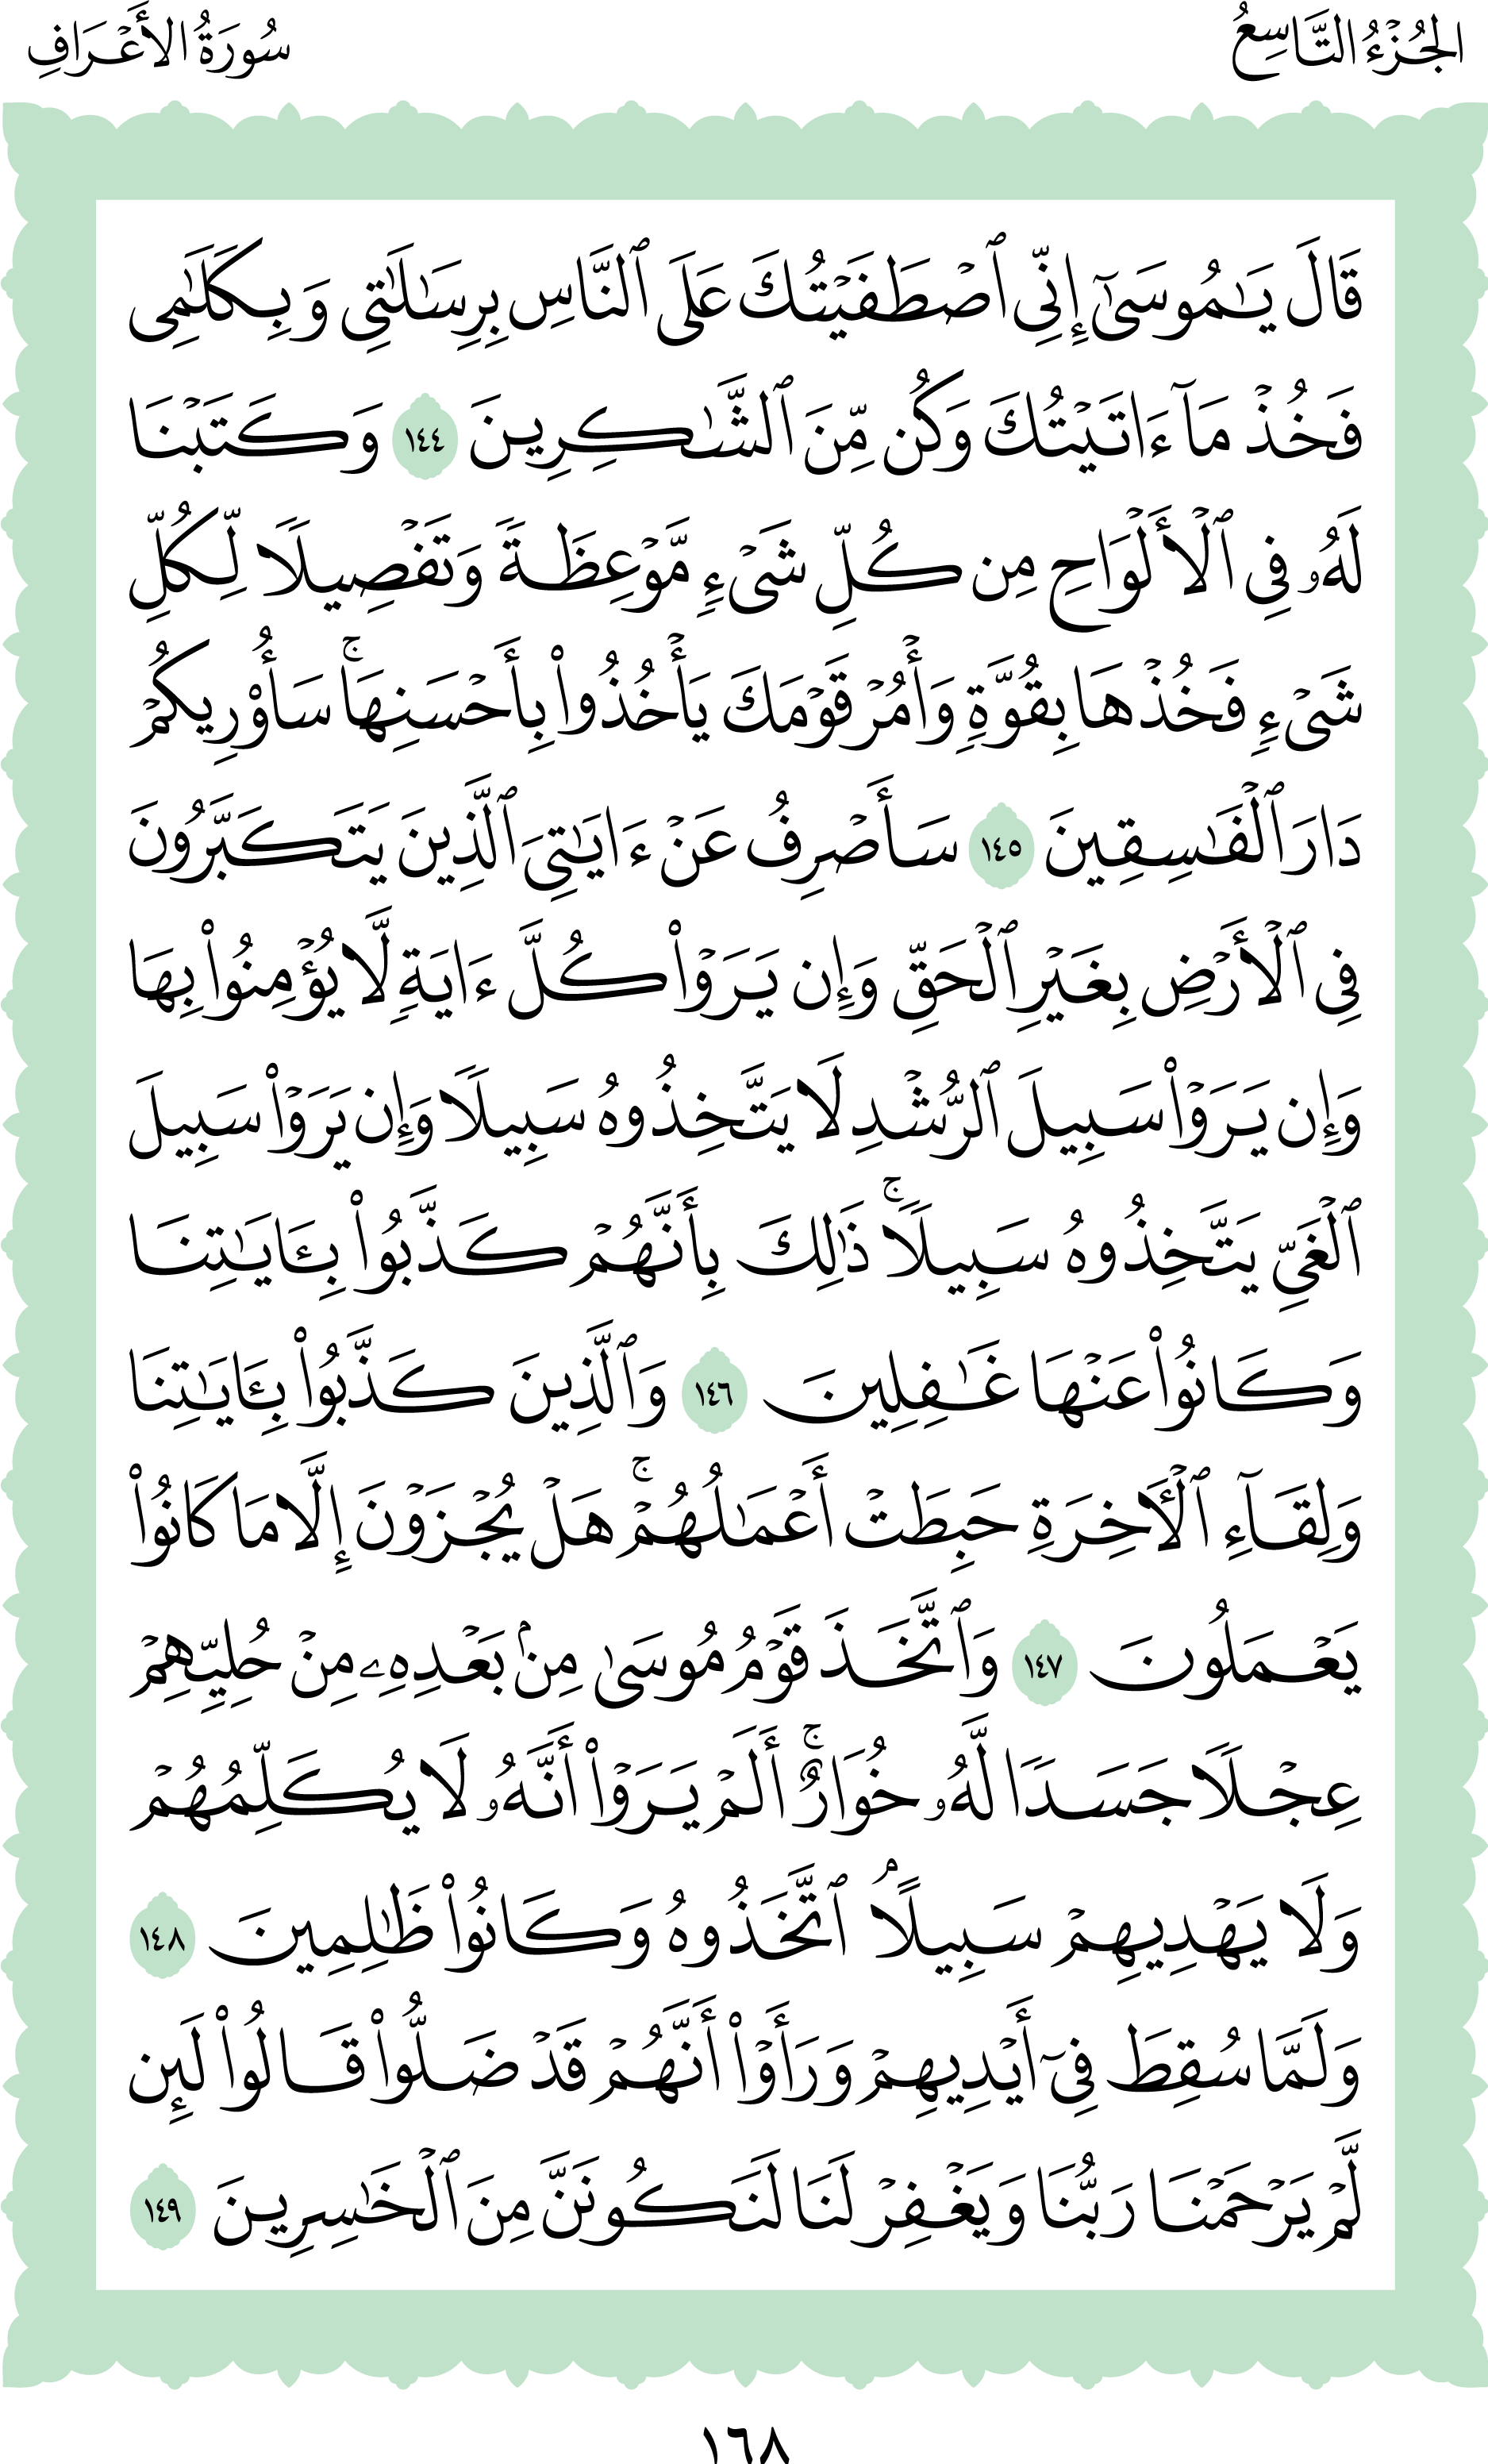 الجُزْءُ التَّاسِعُ
سُورَةُ الأَعْرَافِ
قَالَ يَٰمُوسَىٰٓ إِنِّي ٱصۡطَفَيۡتُكَ عَلَى ٱلنَّاسِ بِرِسَٰلَٰتِي وَبِكَلَٰمِي
فَخُذۡ مَآ ءَاتَيۡتُكَ وَكُن مِّنَ ٱلشَّٰكِرِينَ ١٤٤ وَكَتَبۡنَا
لَهُۥ فِي ٱلۡأَلۡوَاحِ مِن كُلِّ شَيۡءٖ مَّوۡعِظَةٗ وَتَفۡصِيلٗا لِّكُلِّ
شَيۡءٖ فَخُذۡهَا بِقُوَّةٖ وَأۡمُرۡ قَوۡمَكَ يَأۡخُذُواْ بِأَحۡسَنِهَاۚ سَأُوْرِيكُمۡ
دَارَ ٱلۡفَٰسِقِينَ ١٤٥ سَأَصۡرِفُ عَنۡ ءَايَٰتِيَ ٱلَّذِينَ يَتَكَبَّرُونَ
فِي ٱلۡأَرۡضِ بِغَيۡرِ ٱلۡحَقِّ وَإِن يَرَوۡاْ كُلَّ ءَايَةٖ لَّا يُؤۡمِنُواْ بِهَا
وَإِن يَرَوۡاْ سَبِيلَ ٱلرُّشۡدِ لَا يَتَّخِذُوهُ سَبِيلٗا وَإِن يَرَوۡاْ سَبِيلَ
ٱلۡغَيِّ يَتَّخِذُوهُ سَبِيلٗاۚ ذَٰلِكَ بِأَنَّهُمۡ كَذَّبُواْ بِـَٔايَٰتِنَا
وَكَانُواْ عَنۡهَا غَٰفِلِينَ ١٤٦ وَٱلَّذِينَ كَذَّبُواْ بِـَٔايَٰتِنَا
وَلِقَآءِ ٱلۡأٓخِرَةِ حَبِطَتۡ أَعۡمَٰلُهُمۡۚ هَلۡ يُجۡزَوۡنَ إِلَّا مَا كَانُواْ
يَعۡمَلُونَ ١٤٧ وَٱتَّخَذَ قَوۡمُ مُوسَىٰ مِنۢ بَعۡدِهِۦ مِنۡ حُلِيِّهِمۡ
عِجۡلٗا جَسَدٗا لَّهُۥ خُوَارٌۚ أَلَمۡ يَرَوۡاْ أَنَّهُۥ لَا يُكَلِّمُهُمۡ
وَلَا يَهۡدِيهِمۡ سَبِيلًاۘ ٱتَّخَذُوهُ وَكَانُواْ ظَٰلِمِينَ ١٤٨
وَلَمَّا سُقِطَ فِيٓ أَيۡدِيهِمۡ وَرَأَوۡاْ أَنَّهُمۡ قَدۡ ضَلُّواْ قَالُواْ لَئِن
لَّمۡ يَرۡحَمۡنَا رَبُّنَا وَيَغۡفِرۡ لَنَا لَنَكُونَنَّ مِنَ ٱلۡخَٰسِرِينَ ١٤٩
١٦٨